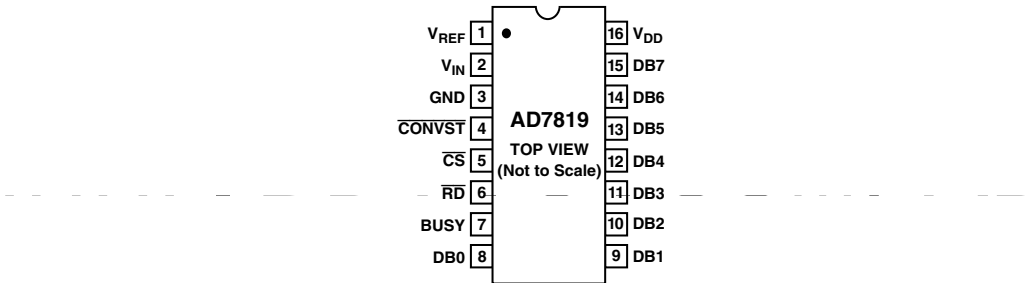 VREF 1 16 VDD
VIN 2 15 DB7
GND 3 14 DB6
CONVST 4 AD7819 13 DB5
CS 5 TOP VIEW 12 DB4
(Not to Scale)
RD 6 11 DB3
BUSY 7 10 DB2
DB0 8 9 DB1